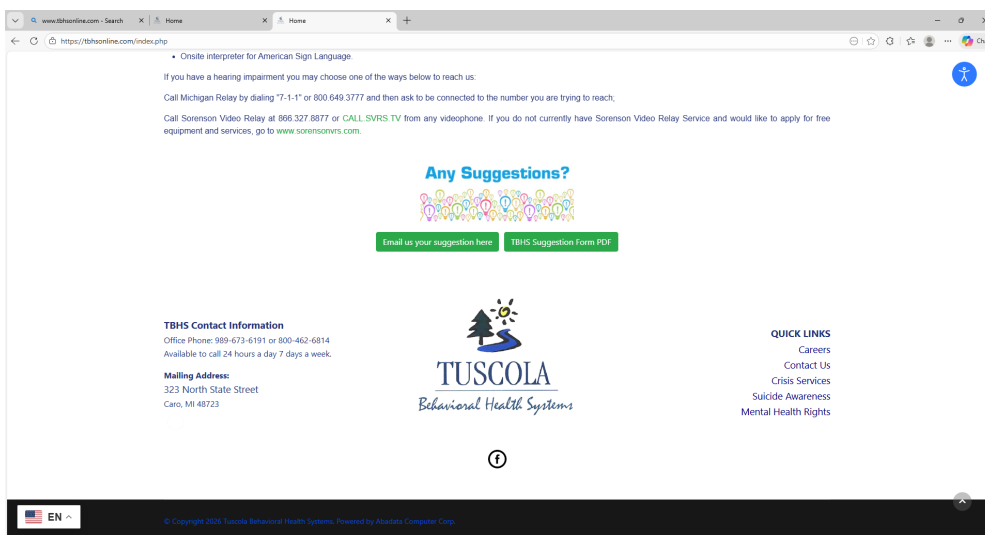 www.tbhsonline.com - Search
Home
Home
https://tbhsonline.com/index.php
Onsite interpreter for American Sign Language.
If you have a hearing impairment you may choose one of the ways below to reach us:
Call Michigan Relay by dialing "7-1-1" or 800.649.3777 and then ask to be connected to the number you are trying to reach;
Call Sorenson Video Relay at 866.327.8877 or CALL.SVRS.TV from any videophone. If you do not currently have Sorenson Video Relay Service and would like to apply for free
equipment and services, go to www.sorensonvrs.com.
Any Suggestions?
Email us your suggestion here
TBHS Suggestion Form PDF
TBHS Contact Information
Office Phone: 989-673-6191 or 800-462-6814
Available to call 24 hours a day 7 days a week.
Mailing Address:
323 North State Street
Caro, MI 48723
TUSCOLA
Behavioral Health Systems
QUICK LINKS
Careers
Contact Us
Crisis Services
Suicide Awareness
Mental Health Rights
EN
© Copyright 2026 Tuscola Behavioral Health Systems. Powered by Abadata Computer Corp.